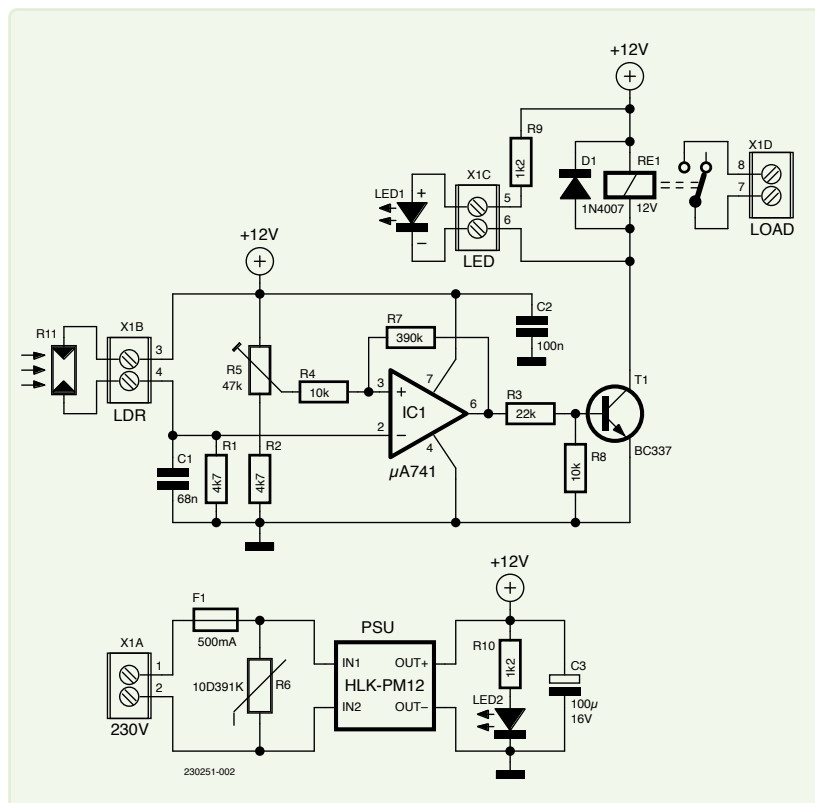 +12V
R9
1k2
D1
1N4007
RE1
12V
X1D
8
7
LOAD
LED1
+
–
X1C
5
6
LED
+12V
R11
X1B
3
4
LDR
R5
47k
R4
10k
R7
390k
C2
100n
3
+
2
–
7
4
6
IC1
µA741
R3
22k
T1
BC337
10k
R8
C1
68n
R1
4k7
R2
4k7
F1
500mA
X1A
1
2
230V
10D391K
R6
PSU
IN1
OUT+
HLK-PM12
IN2
OUT–
+12V
R10
1k2
LED2
C3
100µ
16V
230251-002